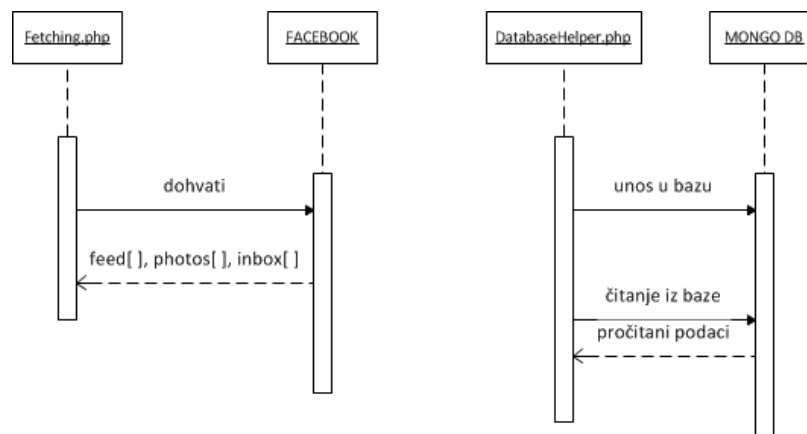 Fetching.php
FACEBOOK
DatabaseHelper.php
MONGO DB
dohvati
unos u bazu
feed[ ], photos[ ], inbox[ ]
čitanje iz baze
pročitani podaci